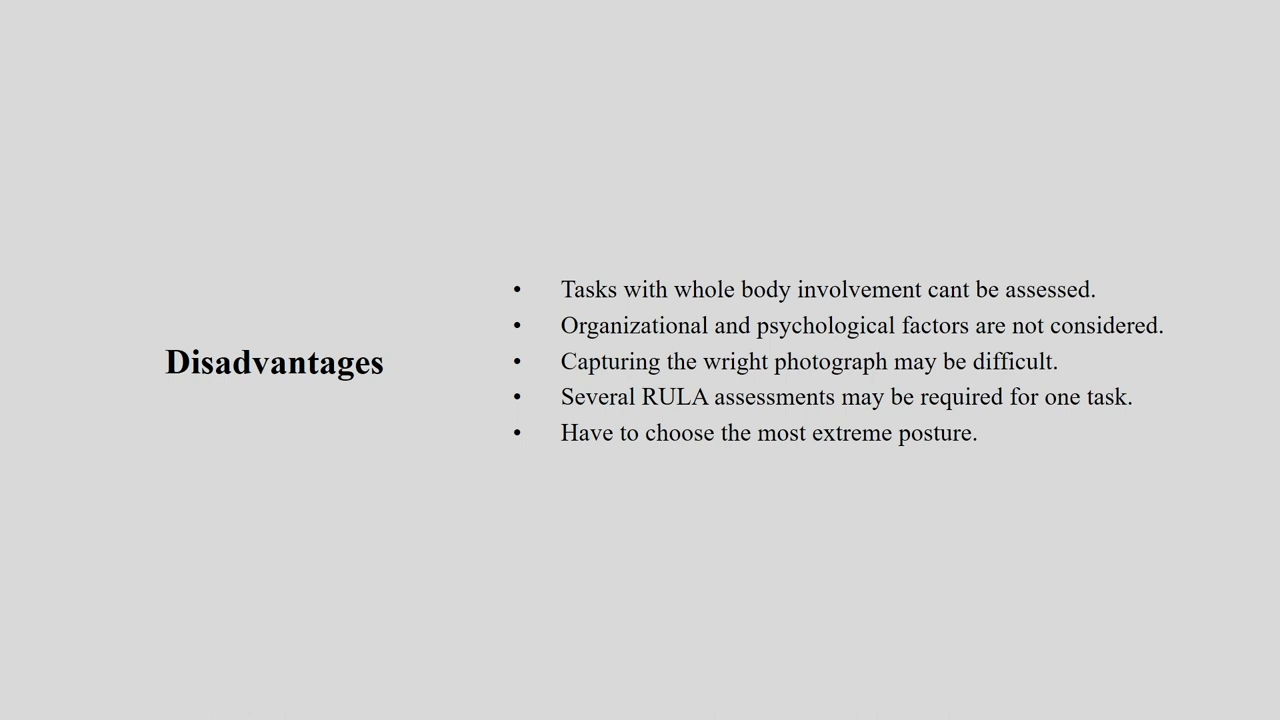 Disadvantages
• Tasks with whole body involvement cant be assessed.
• Organizational and psychological factors are not considered.
• Capturing the wright photograph may be difficult.
• Several RULA assessments may be required for one task.
• Have to choose the most extreme posture.